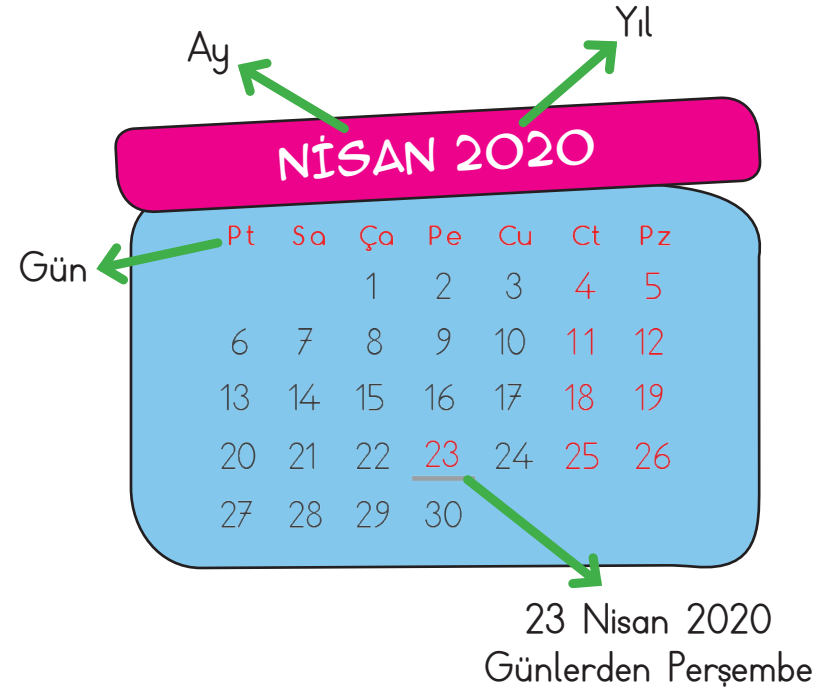 Yıl
Ay
NİSAN 2020
Gün
Pt Sa Ça Pe Cu Ct Pz
1 2 3 4 5
6 7 8 9 10 11 12
13 14 15 16 17 18 19
20 21 22 23 24 25 26
27 28 29 30
23 Nisan 2020
Günlerden Perşembe